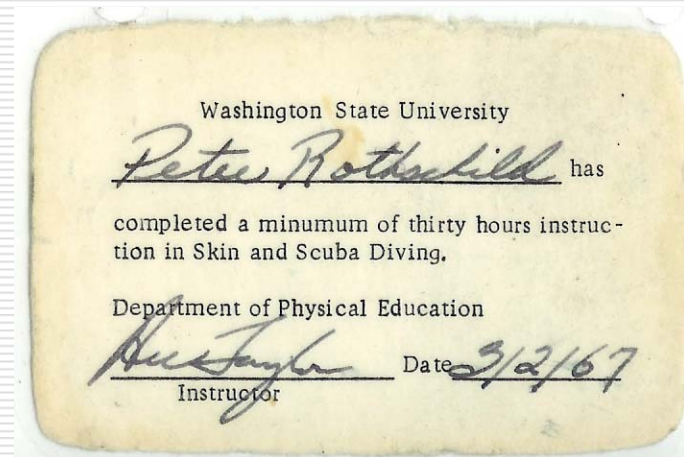 Washington State University
Peter Rothschild has
completed a minumum of thirty hours instruc-
tion in Skin and Scuba Diving.
Department of Physical Education
Taylor Date 3/2/67
Instructor